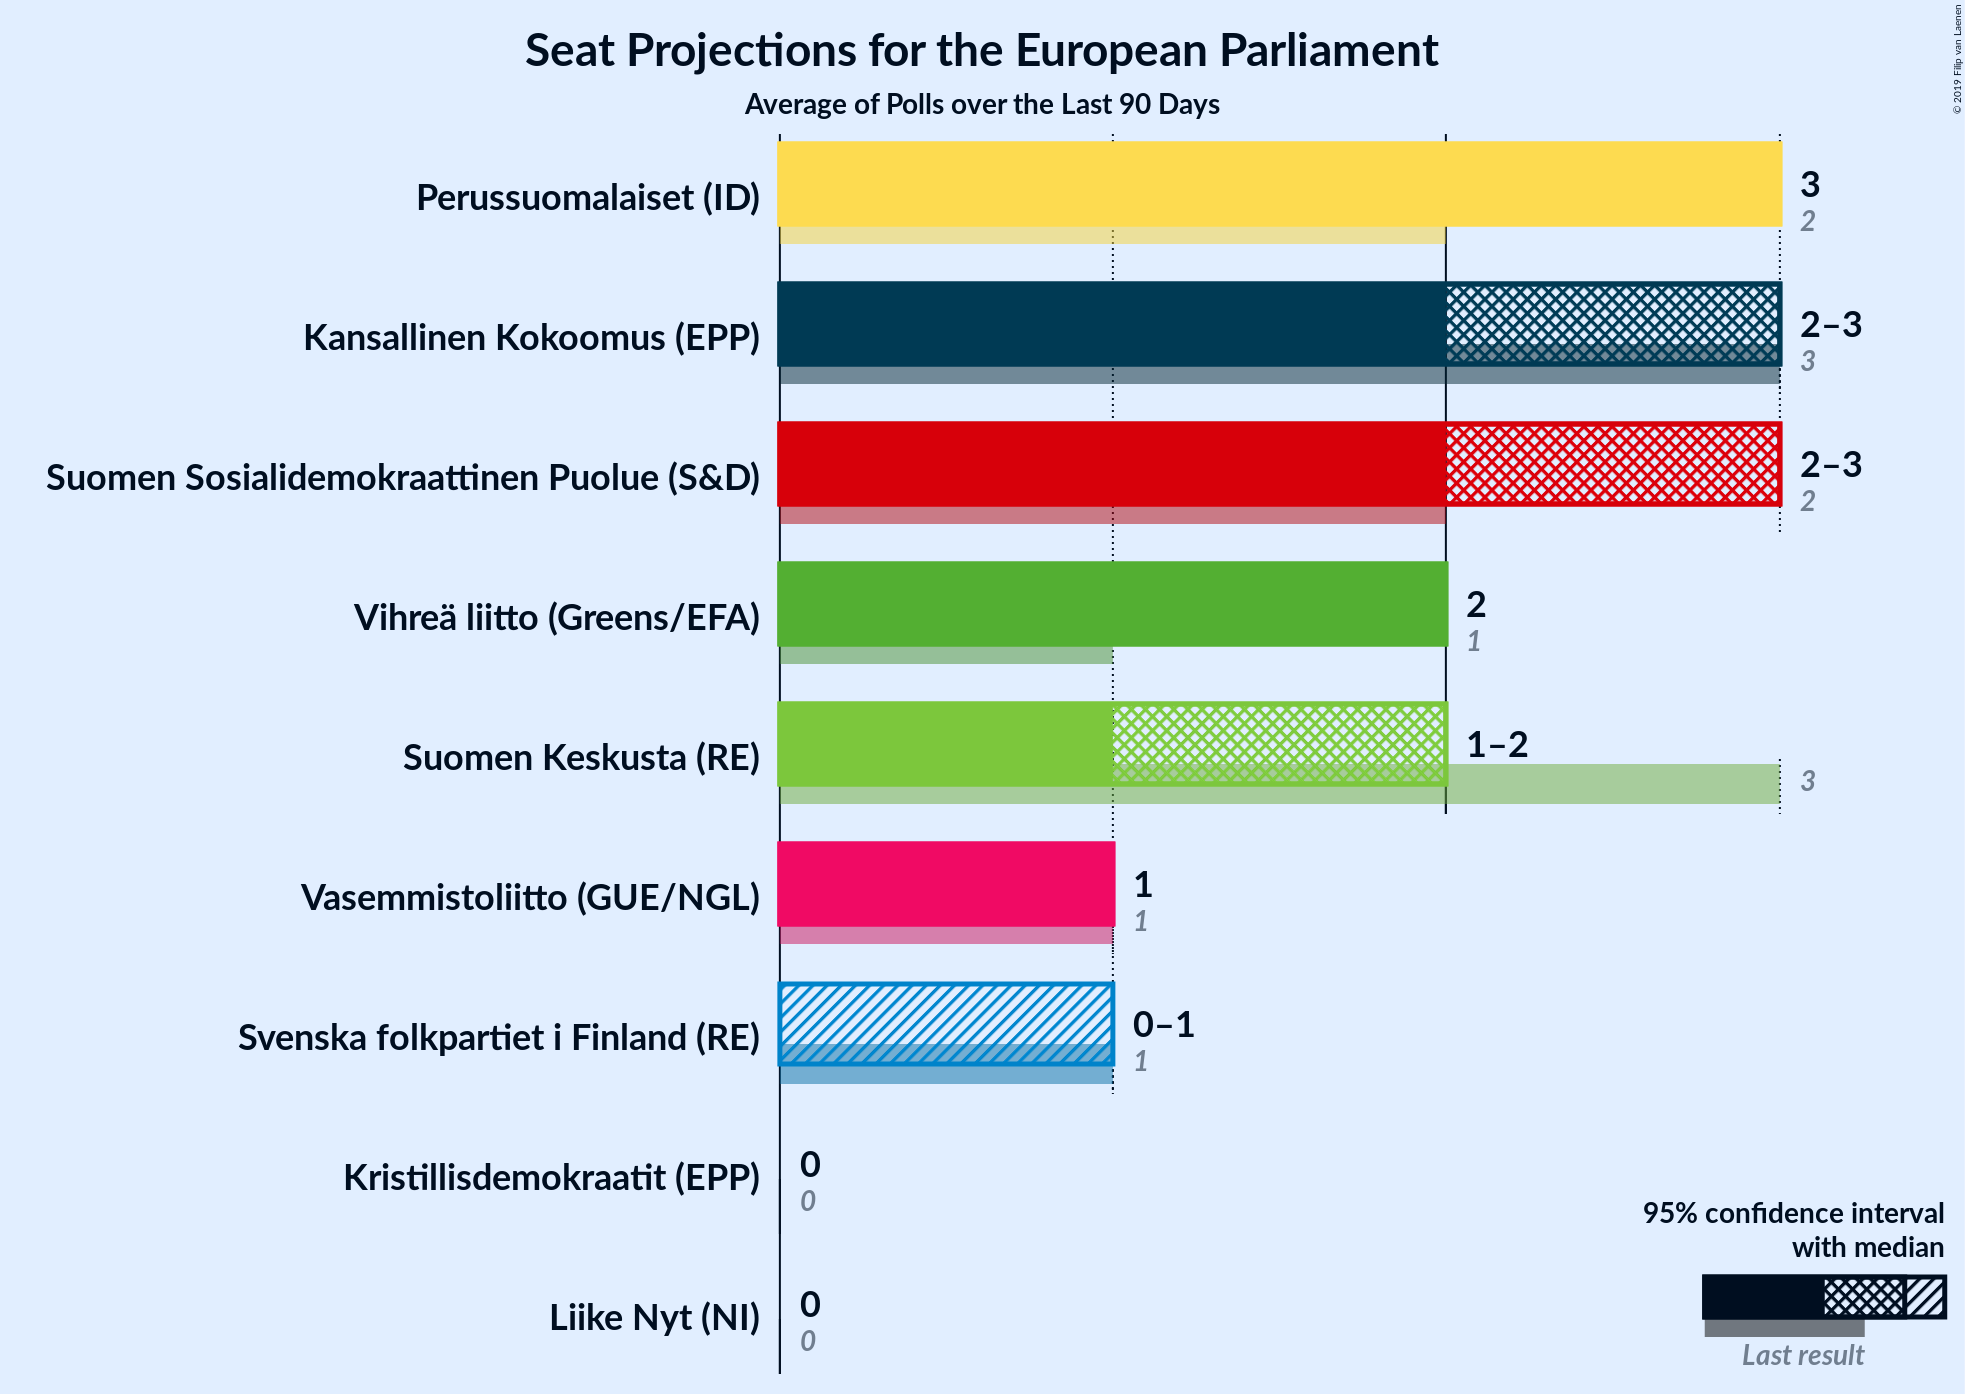 Seat Projections for the European Parliament
Average of Polls over the Last 90 Days
© 2019 Filip van Laenen
Perussuomalaiset (ID)
3
2
Kansallinen Kokoomus (EPP)
2–3
3
Suomen Sosialidemokraattinen Puolue (S&D)
2–3
2
Vihreä liitto (Greens/EFA)
2
1
Suomen Keskusta (RE)
1–2
3
Vasemmistoliitto (GUE/NGL)
1
1
Svenska folkpartiet i Finland (RE)
0–1
1
Kristillisdemokraatit (EPP)
0
0
Liike Nyt (NI)
0
0
95% confidence interval
with median
Last result